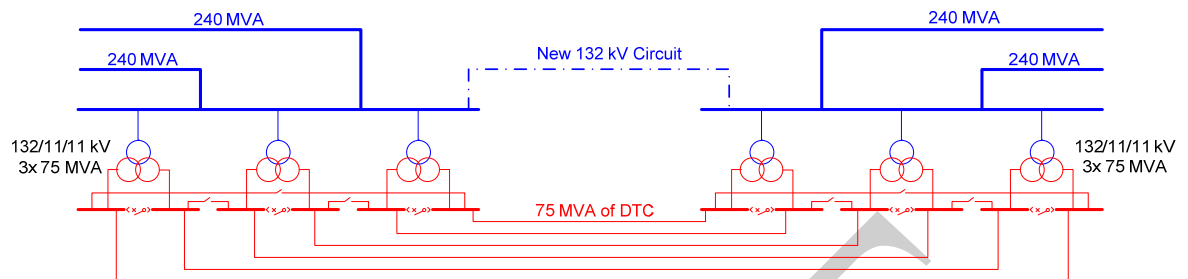 240 MVA
240 MVA
New 132 kV Circuit
240 MVA
240 MVA
132/11/11 kV
3x 75 MVA
132/11/11 kV
3x 75 MVA
75 MVA of DTC